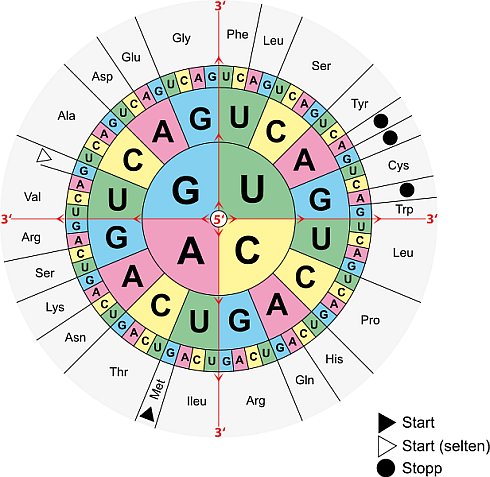 3‘
Phe
Leu
Ser
Tyr
Cys
Trp
3‘
Leu
Pro
His
Gln
Arg
3‘
Ileu
Met
Thr
Asn
Lys
Ser
Arg
3‘
Val
Ala
Asp
Glu
Gly
U C A G U C A G U C A G U C A G
U C A G U C A G U C A G U C A G
U C A G U C A G U C A G U C A G
U C A G U C A G U C A G U C A G
U C A G
U C A G
U C A G
U C A G
G U
5‘
A C
Start
Start (selten)
Stopp